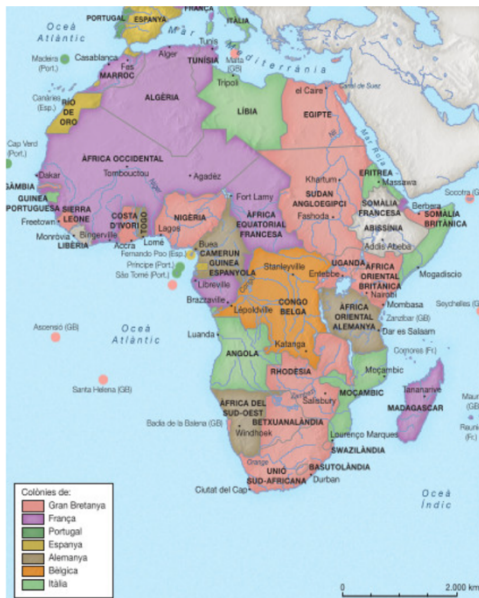 PORTUGAL
ESPANYA
FRANÇA
ITÀLIA
Oceà
Atlàntic
Mar Mediterrània
Madeira
(Port.)
Casablanca
Fes
MARROC
Alger
Tunis
TUNÍSIA
Malta
(GB)
Trípoli
el Caire
Canal de Suez
Canàries
(Esp.)
RÍO
DE
ORO
ALGÈRIA
LÍBIA
EGIPTE
Nil
Mar Roja
Cap Verd
(Port.)
ÀFRICA OCCIDENTAL
Tombouctou
Agadèz
Níger
Dakar
GÀMBIA
GUINEA
PORTUGUESA
SIERRA
LEONE
Freetown
Monròvia
LIBÈRIA
Bingerville
COSTA
D'IVORI
TOGO
Accra
Lomé
NIGÈRIA
Lagos
Fort Lamy
ÀFRICA
EQUATORIAL
FRANCESA
Khartum
SUDAN
ANGLOEGIPCI
Fashoda
ERITREA
Massawa
SOMÀLIA
FRANCESA
Berbera
SOMÀLIA
BRITÀNICA
Socotra
ABISSÍNIA
Addis Abeba
Mogadiscio
Fernando Poo (Esp.)
Príncipe (Port.)
São Tomé (Port.)
Buea
CAMERUN
GUINEA
ESPANYOLA
Libreville
Brazzaville
Lépoldville
Stanleyville
CONGO
BELGA
Katanga
UGANDA
Entebbe
ÀFRICA
ORIENTAL
BRITÀNICA
Nairobi
Mombasa
Zanzíbar (GB)
Dar es Salaam
Seychelles
(GB)
ÀFRICA
ORIENTAL
ALEMANYA
Comores (Fr.)
Ascensió (GB)
Oceà
Atlàntic
Luanda
ANGOLA
RHODÈSIA
Salisbury
Zambezi
Moçambic
MOÇAMBIC
Tananarive
MADAGASCAR
Santa Helena (GB)
ÀFRICA DEL
SUD-OEST
Badia de la Balena (GB)
Windhoek
BETXUANALÀNDIA
Lourenço Marques
SWAZILÀNDIA
BASUTOLÀNDIA
Orange
UNIÓ
SUD-AFRICANA
Durban
Ciutat del Cap
Oceà
Índic
Colònies de:
Gran Bretanya
França
Portugal
Espanya
Alemanya
Bèlgica
Itàlia
0
2.000 km